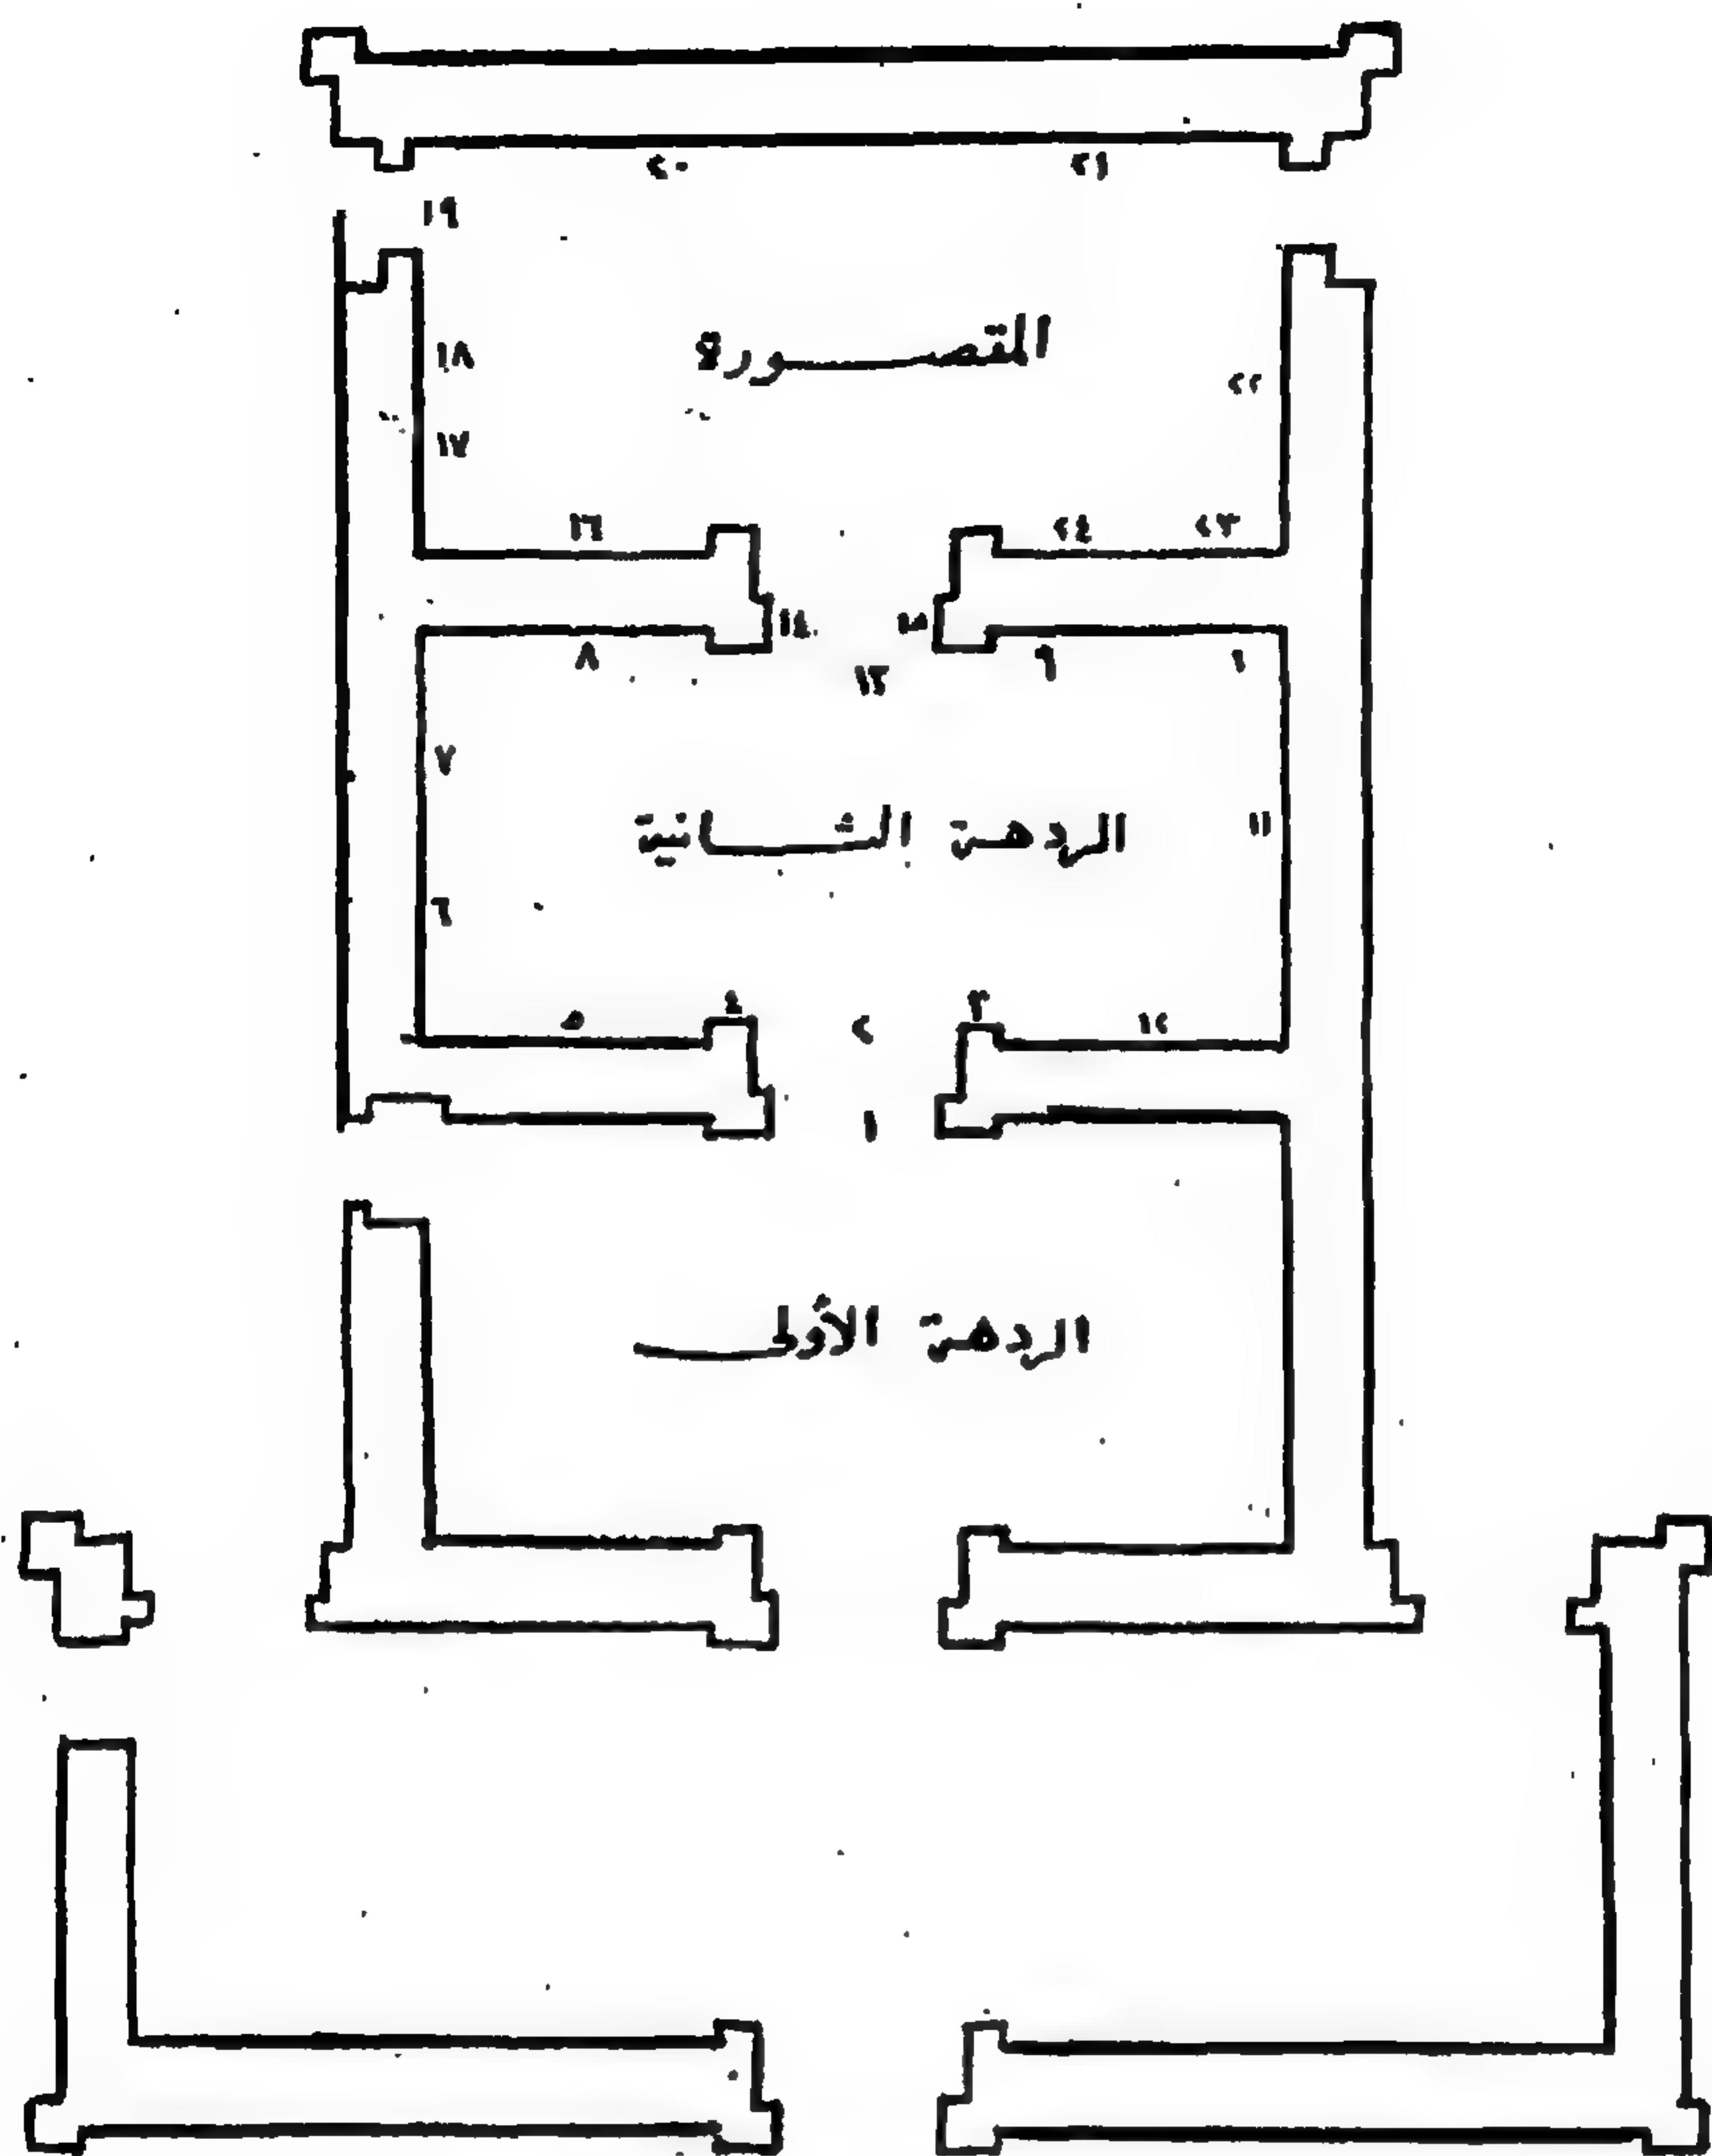 ٢٠ ٢١
١٩
المقصورة
١٨ ٢٢
١٧
١٦ ٢٤ ٢٣
١٤ ١٥
٨ ٩
١٣
٧
الردهة الثانية
١١
٦
٤ ٣
٥ ٢ ١٢
١
الردهة الأولى